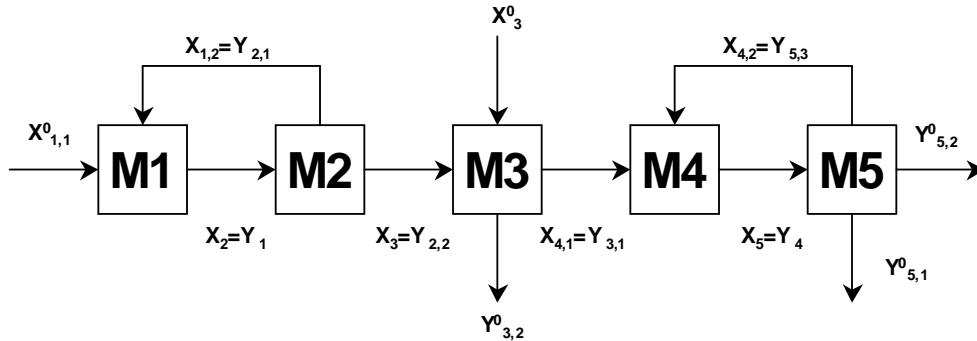 X⁰₃
X₁,₂=Y₂,₁
X₄,₂=Y₅,₃
X⁰₁,₁
M1
M2
M3
M4
M5
Y⁰₅,₂
X₂=Y₁
X₃=Y₂,₂
X₄,₁=Y₃,₁
X₅=Y₄
Y⁰₅,₁
Y⁰₃,₂